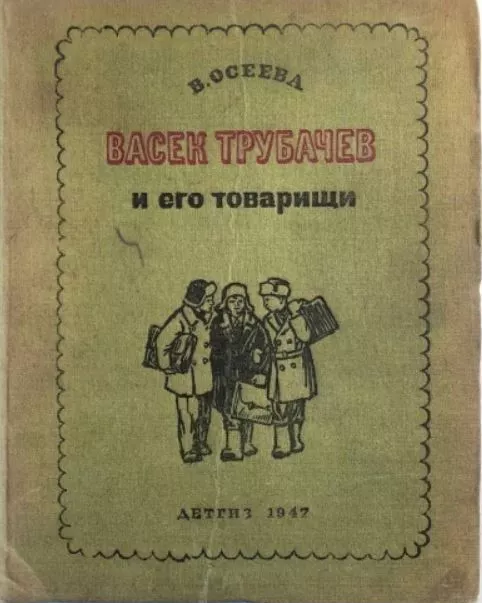 В. ОСЕЕВА
ВАСЕК ТРУБАЧЕВ
И ЕГО ТОВАРИЩИ
ДЕТГИЗ 1947